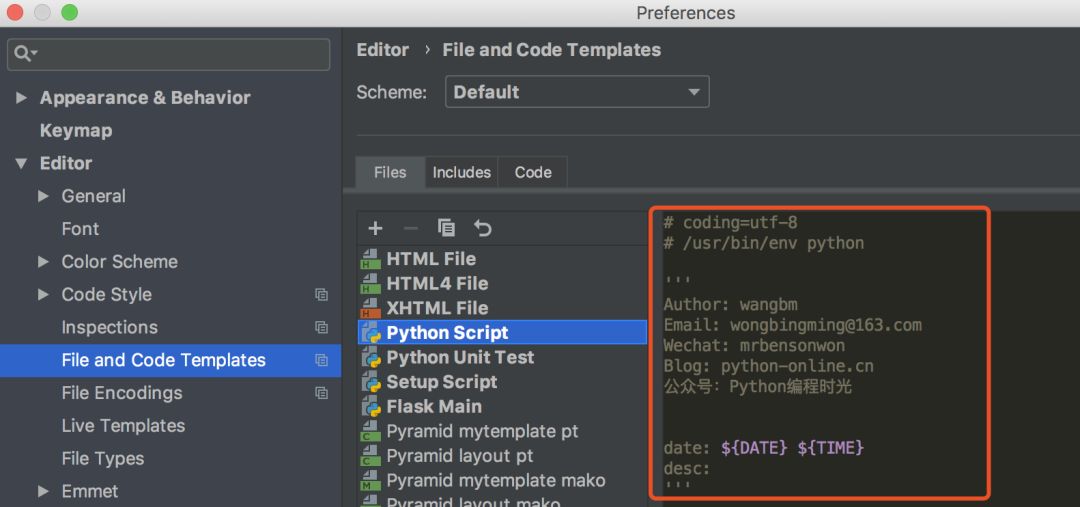 Preferences
Appearance & Behavior
Keymap
Editor
General
Font
Color Scheme
Code Style
Inspections
File and Code Templates
File Encodings
Live Templates
File Types
Emmet
Editor › File and Code Templates
Scheme: Default
Files Includes Code
HTML File
HTML4 File
XHTML File
Python Script
Python Unit Test
Setup Script
Flask Main
Pyramid mytemplate pt
Pyramid layout pt
Pyramid mytemplate mako
Pyramid layout mako
# coding=utf-8
# /usr/bin/env python
'''
Author: wangbm
Email: wongbingming@163.com
Wechat: mrbensonwon
Blog: python-online.cn
公众号：Python编程时光
date: ${DATE} ${TIME}
desc:
'''